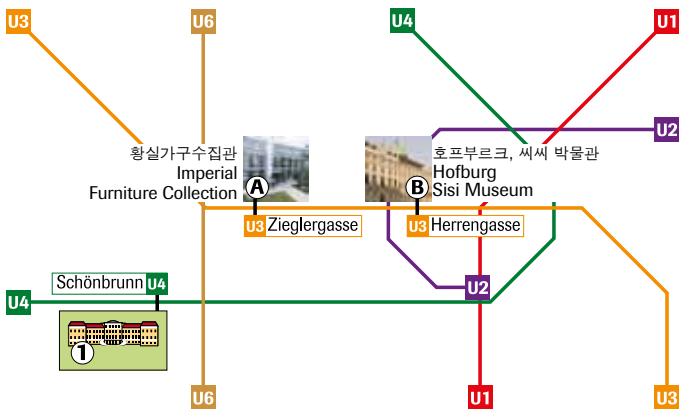 U3
U6
U4
U1
U2
황실가구수집관
Imperial
Furniture Collection
A
호프부르크, 씨씨 박물관
Hofburg
Sisi Museum
B
U3 Zieglergasse
U3 Herrengasse
Schönbrunn U4
U2
U4
1
U6
U1
U3